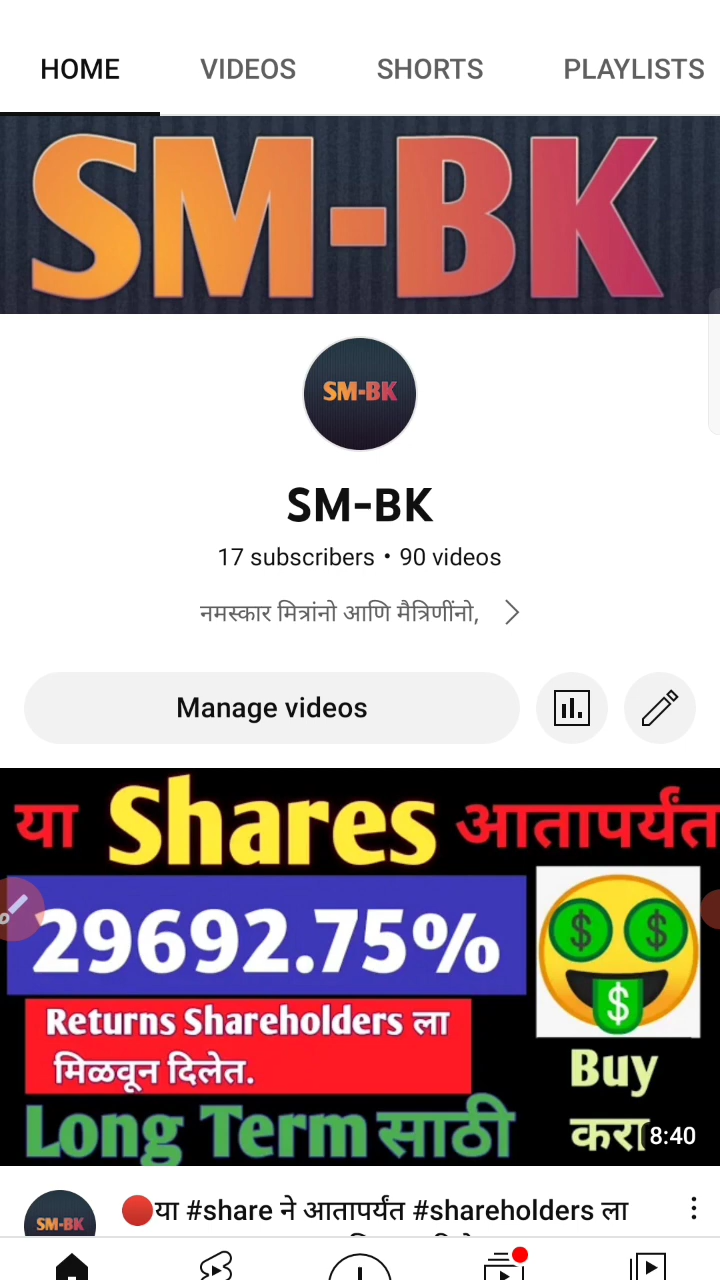 HOME VIDEOS SHORTS PLAYLISTS
SM-BK
SM-BK
SM-BK
17 subscribers • 90 videos
नमस्कार मित्रांनो आणि मैत्रिणींनो,
Manage videos
या Shares आतापर्यंत
29692.75%
Returns Shareholders ला
मिळवून दिलेत.
Buy
Long Term साठी
करा
8:40
SM-BK
🔴या #share ने आतापर्यंत #shareholders ला